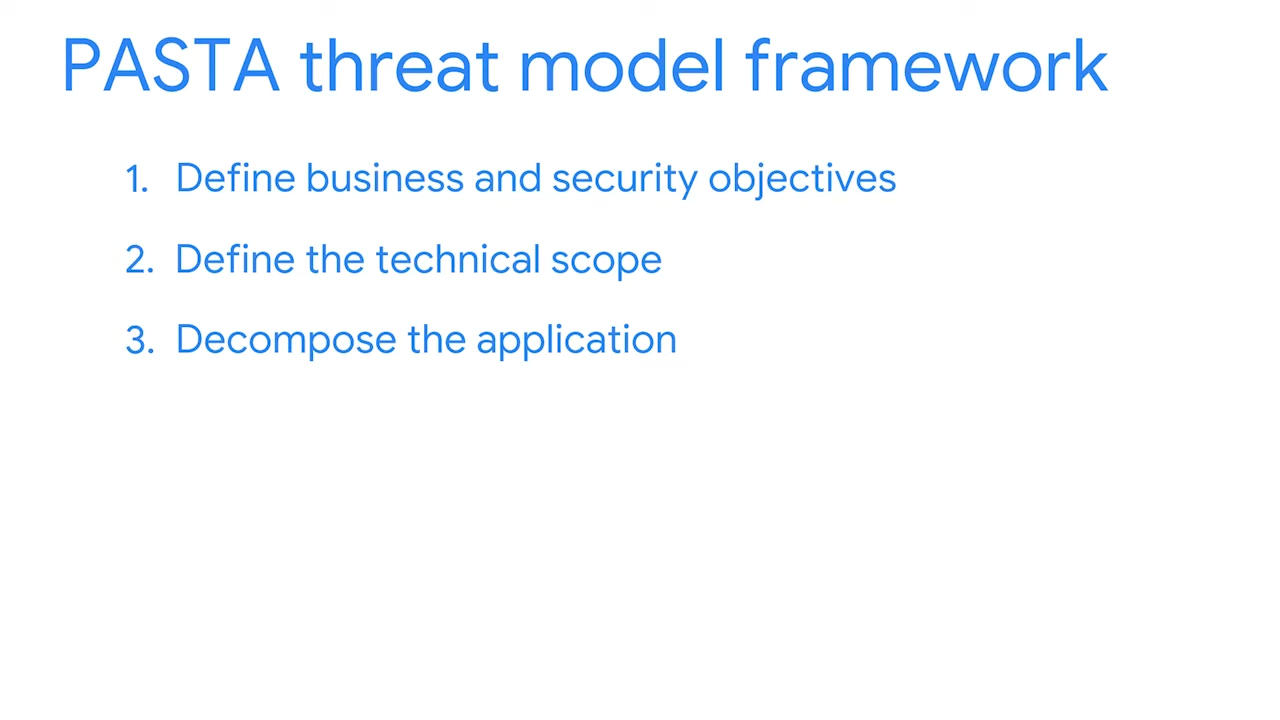 PASTA threat model framework
1. Define business and security objectives
2. Define the technical scope
3. Decompose the application